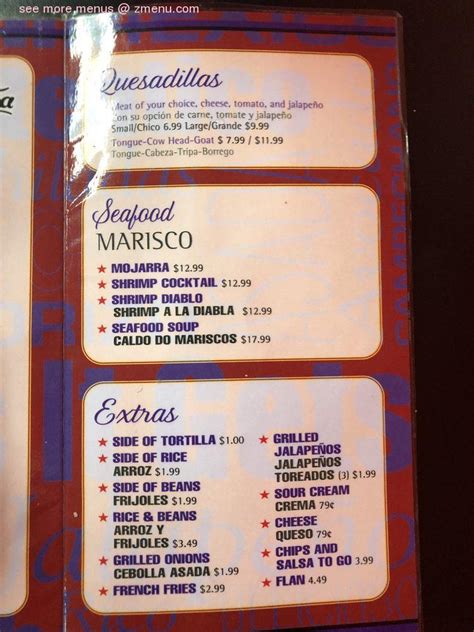 see more menus @ zmenu.com
Quesadillas
Meat of your choice, cheese, tomato, and jalapeño
Con su opción de carne, tomate y jalapeño
Small/Chico 6.99 Large/Grande $9.99
Tongue-Cow Head-Goat $ 7.99 / $11.99
Tongue-Cabeza-Tripa-Borrego
Seafood
MARISCO
★ MOJARRA $12.99
★ SHRIMP COCKTAIL $12.99
★ SHRIMP DIABLO
SHRIMP A LA DIABLA $12.99
★ SEAFOOD SOUP
CALDO DO MARISCOS $17.99
Extras
★ SIDE OF TORTILLA $1.00
★ SIDE OF RICE
ARROZ $1.99
★ SIDE OF BEANS
FRIJOLES $1.99
★ RICE & BEANS
ARROZ Y
FRIJOLES $3.49
★ GRILLED ONIONS
CEBOLLA ASADA $1.99
★ FRENCH FRIES $2.99
★ GRILLED
JALAPEÑOS
JALAPEÑOS
TOREADOS (3) $1.99
★ SOUR CREAM
CREMA 79¢
★ CHEESE
QUESO 79¢
★ CHIPS AND
SALSA TO GO 3.99
★ FLAN 4.49